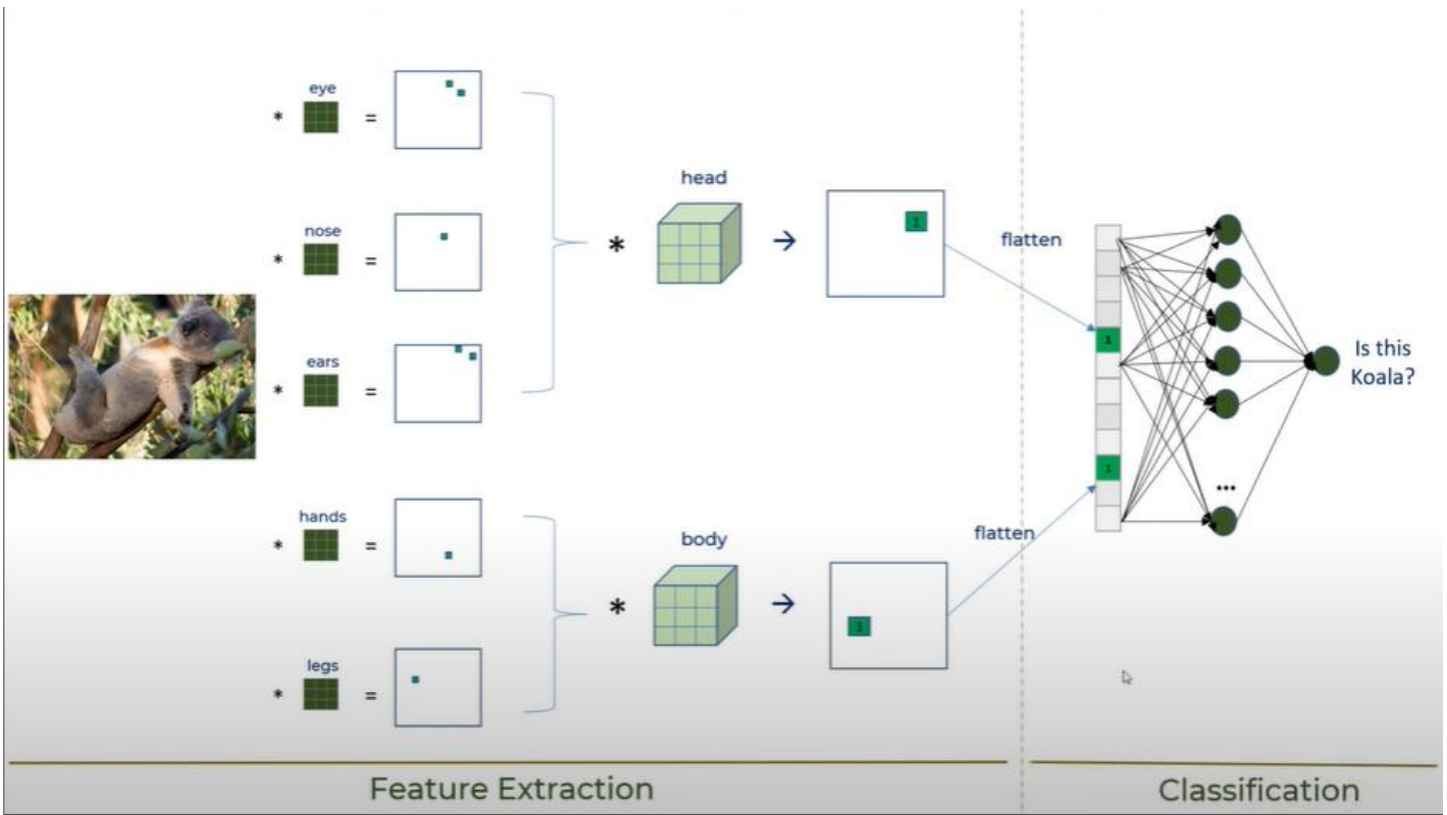 eye
* =
nose
* =
ears
* =
head
* →
1
flatten
hands
* =
legs
* =
body
* →
1
flatten
1
1
...
Is this
Koala?
Feature Extraction
Classification